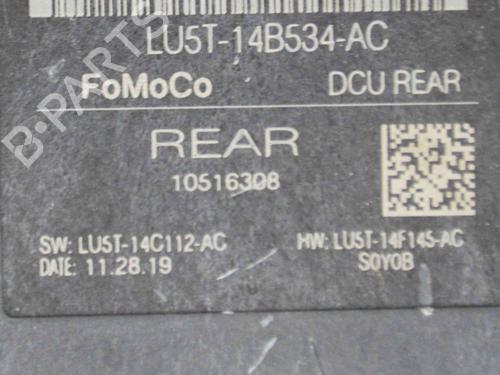 LU5T-14B534-AC
FoMoCo DCU REAR
REAR
10516308
SW: LU5T-14C112-AC HW: LU5T-14F145-AC
DATE: 11.28.19 S0Y0B
B-PARTS